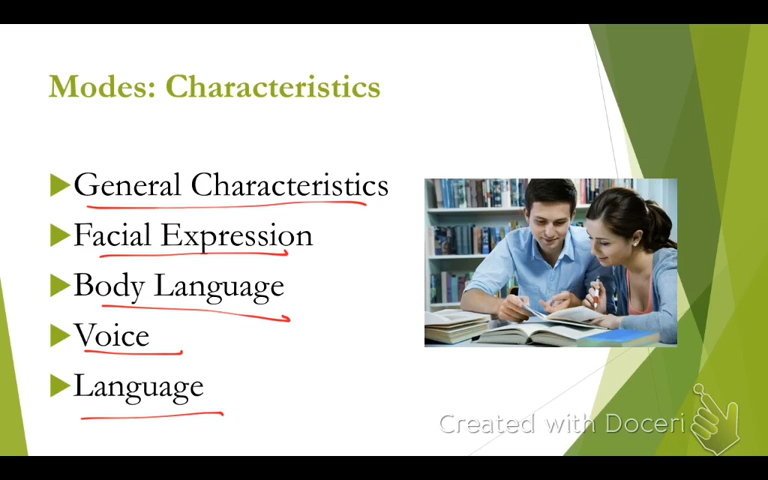 Modes: Characteristics
General Characteristics
Facial Expression
Body Language
Voice
Language
Created with Doceri